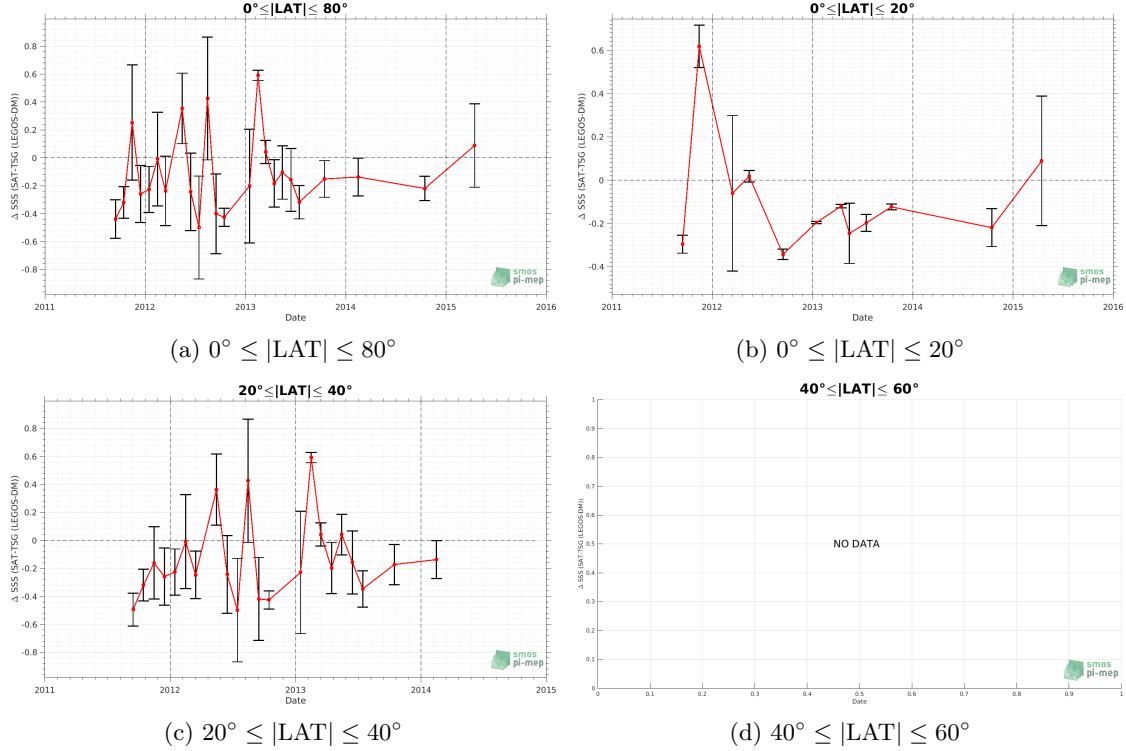 0°≤|LAT|≤ 80°
Δ SSS (SAT-TSG (LEGOS-DM))
0.8
0.6
0.4
0.2
0
-0.2
-0.4
-0.6
-0.8
2011 2012 2013 2014 2015 2016
Date
smos
pi-mep
(a) 0° ≤ |LAT| ≤ 80°
0°≤|LAT|≤ 20°
Δ SSS (SAT-TSG (LEGOS-DM))
0.6
0.4
0.2
0
-0.2
-0.4
2011 2012 2013 2014 2015 2016
Date
smos
pi-mep
(b) 0° ≤ |LAT| ≤ 20°
20°≤|LAT|≤ 40°
Δ SSS (SAT-TSG (LEGOS-DM))
0.8
0.6
0.4
0.2
0
-0.2
-0.4
-0.6
-0.8
2011 2012 2013 2014 2015
Date
smos
pi-mep
(c) 20° ≤ |LAT| ≤ 40°
40°≤|LAT|≤ 60°
Δ SSS (SAT-TSG (LEGOS-DM))
1
0.9
0.8
0.7
0.6
0.5
0.4
0.3
0.2
0.1
0
NO DATA
0 0.1 0.2 0.3 0.4 0.5 0.6 0.7 0.8 0.9 1
Date
smos
pi-mep
(d) 40° ≤ |LAT| ≤ 60°